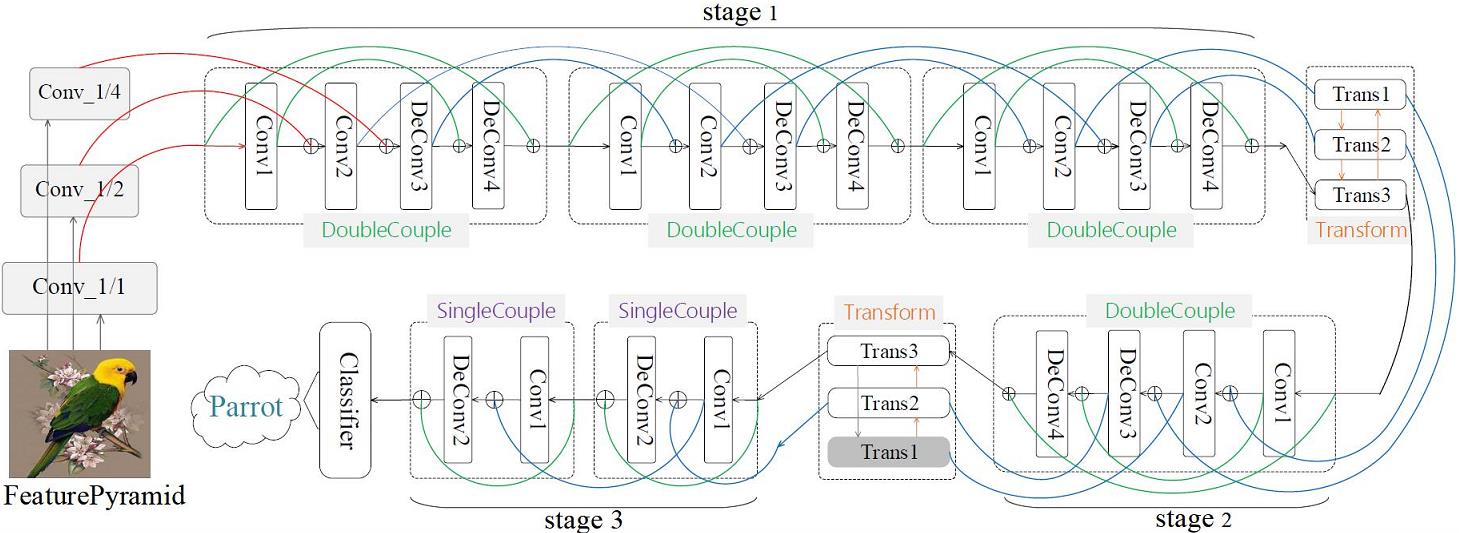 stage 1
Conv_1/4
Conv_1/2
Conv_1/1
FeaturePyramid
Conv1
Conv2
DeConv3
DeConv4
DoubleCouple
Conv1
Conv2
DeConv3
DeConv4
DoubleCouple
Conv1
Conv2
DeConv3
DeConv4
DoubleCouple
Trans1
Trans2
Trans3
Transform
DoubleCouple
Conv1
Conv2
DeConv3
DeConv4
stage 2
Transform
Trans3
Trans2
Trans1
SingleCouple
Conv1
DeConv2
SingleCouple
Conv1
DeConv2
stage 3
Classifier
Parrot